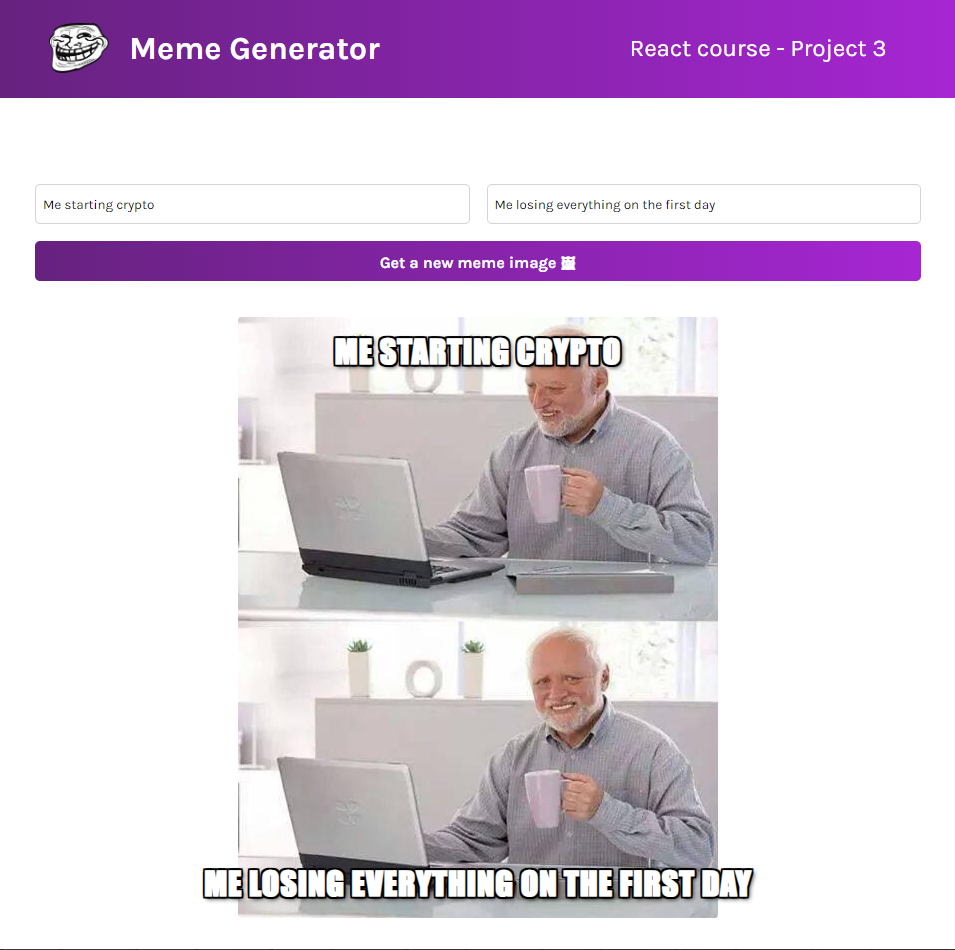 Meme Generator
React course - Project 3
Me starting crypto
Me losing everything on the first day
Get a new meme image 🖼
ME STARTING CRYPTO
ME LOSING EVERYTHING ON THE FIRST DAY